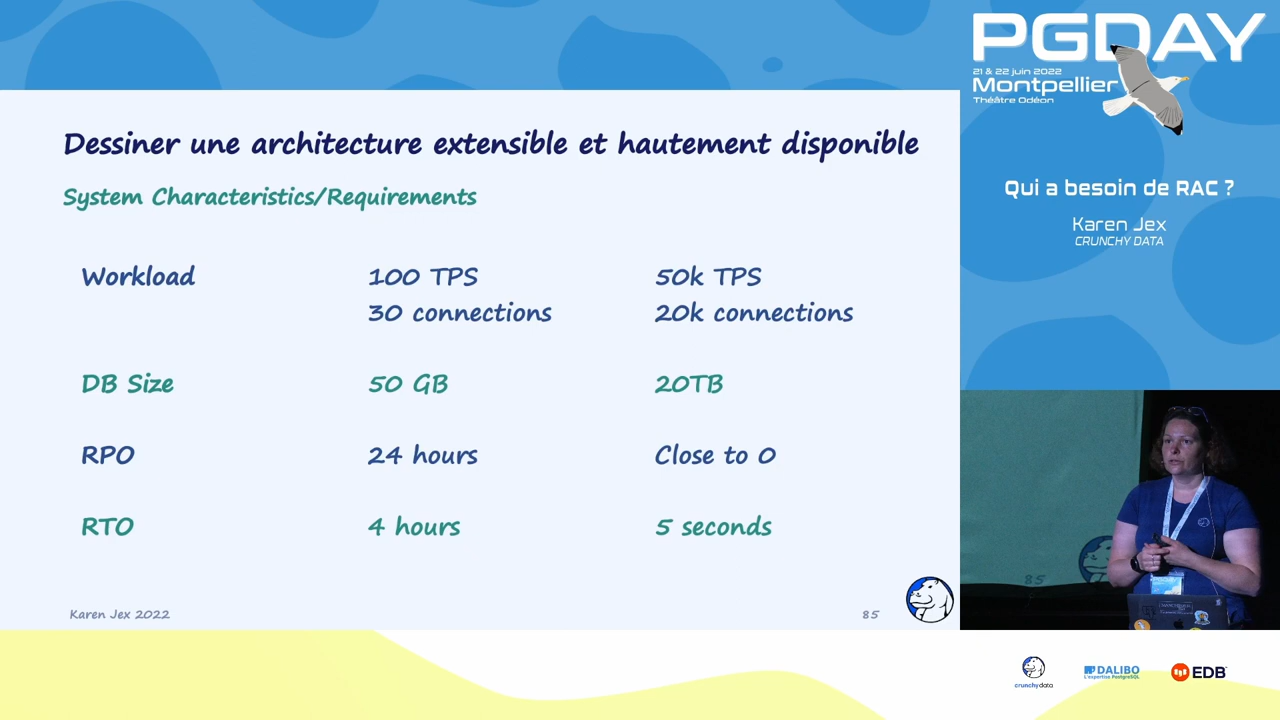 Dessiner une architecture extensible et hautement disponible
System Characteristics/Requirements
Workload 100 TPS 50k TPS
30 connections 20k connections
DB Size 50 GB 20TB
RPO 24 hours Close to 0
RTO 4 hours 5 seconds
Karen Jex 2022
85
PGDAY
21 & 22 juin 2022
Montpellier
Théâtre Odéon
Qui a besoin de RAC ?
Karen Jex
CRUNCHY DATA
85
crunchydata
DALIBO
L'expertise PostgreSQL
EDB